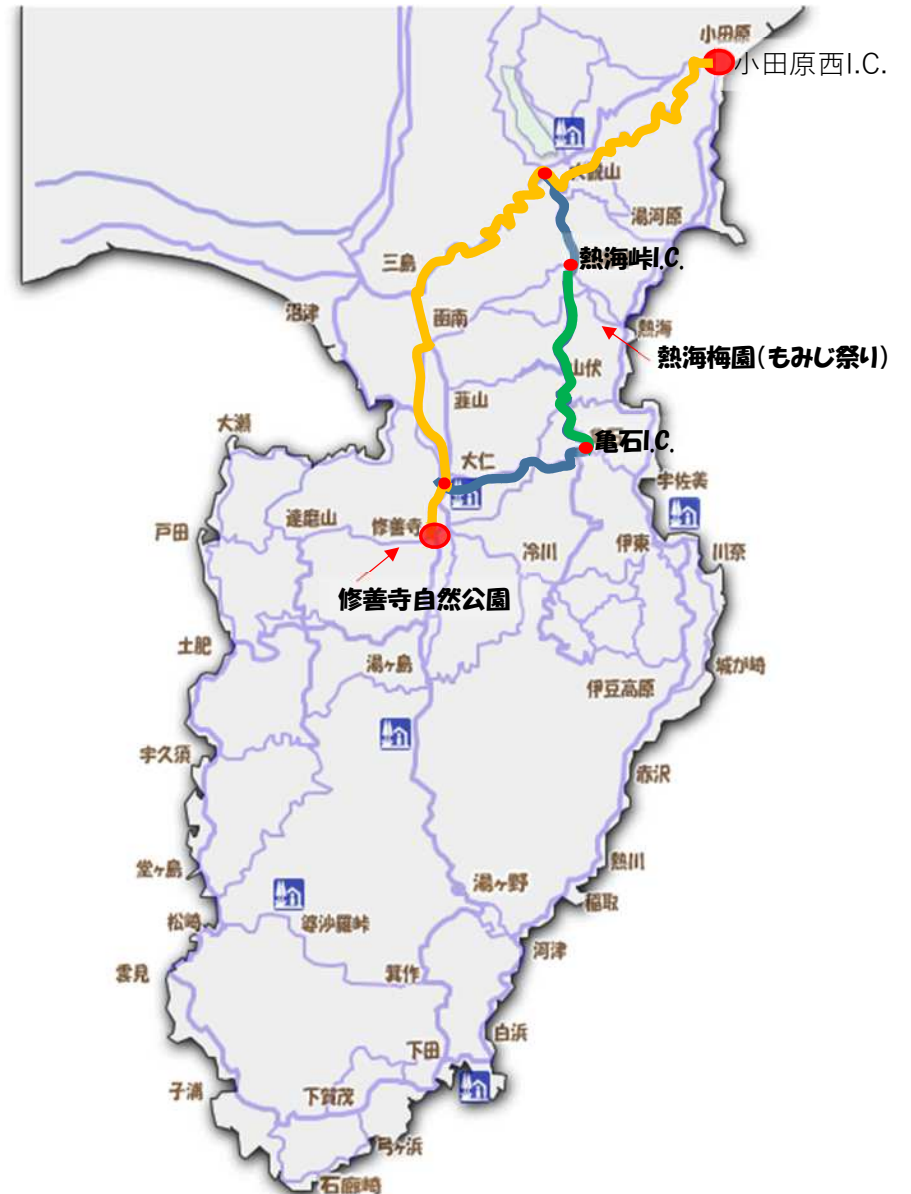 小田原
小田原西I.C.
大観山
湯河原
熱海峠I.C.
三島
沼津
函南
熱海
熱海梅園(もみじ祭り)
山伏
韮山
大瀬
亀石I.C.
大仁
宇佐美
達磨山
修善寺
戸田
冷川
伊東
川奈
修善寺自然公園
土肥
湯ヶ島
城が崎
伊豆高原
宇久須
赤沢
堂ヶ島
熱川
湯ヶ野
稲取
松崎
婆沙羅峠
河津
雲見
箕作
白浜
下田
子浦
下賀茂
弓ヶ浜
石廊崎